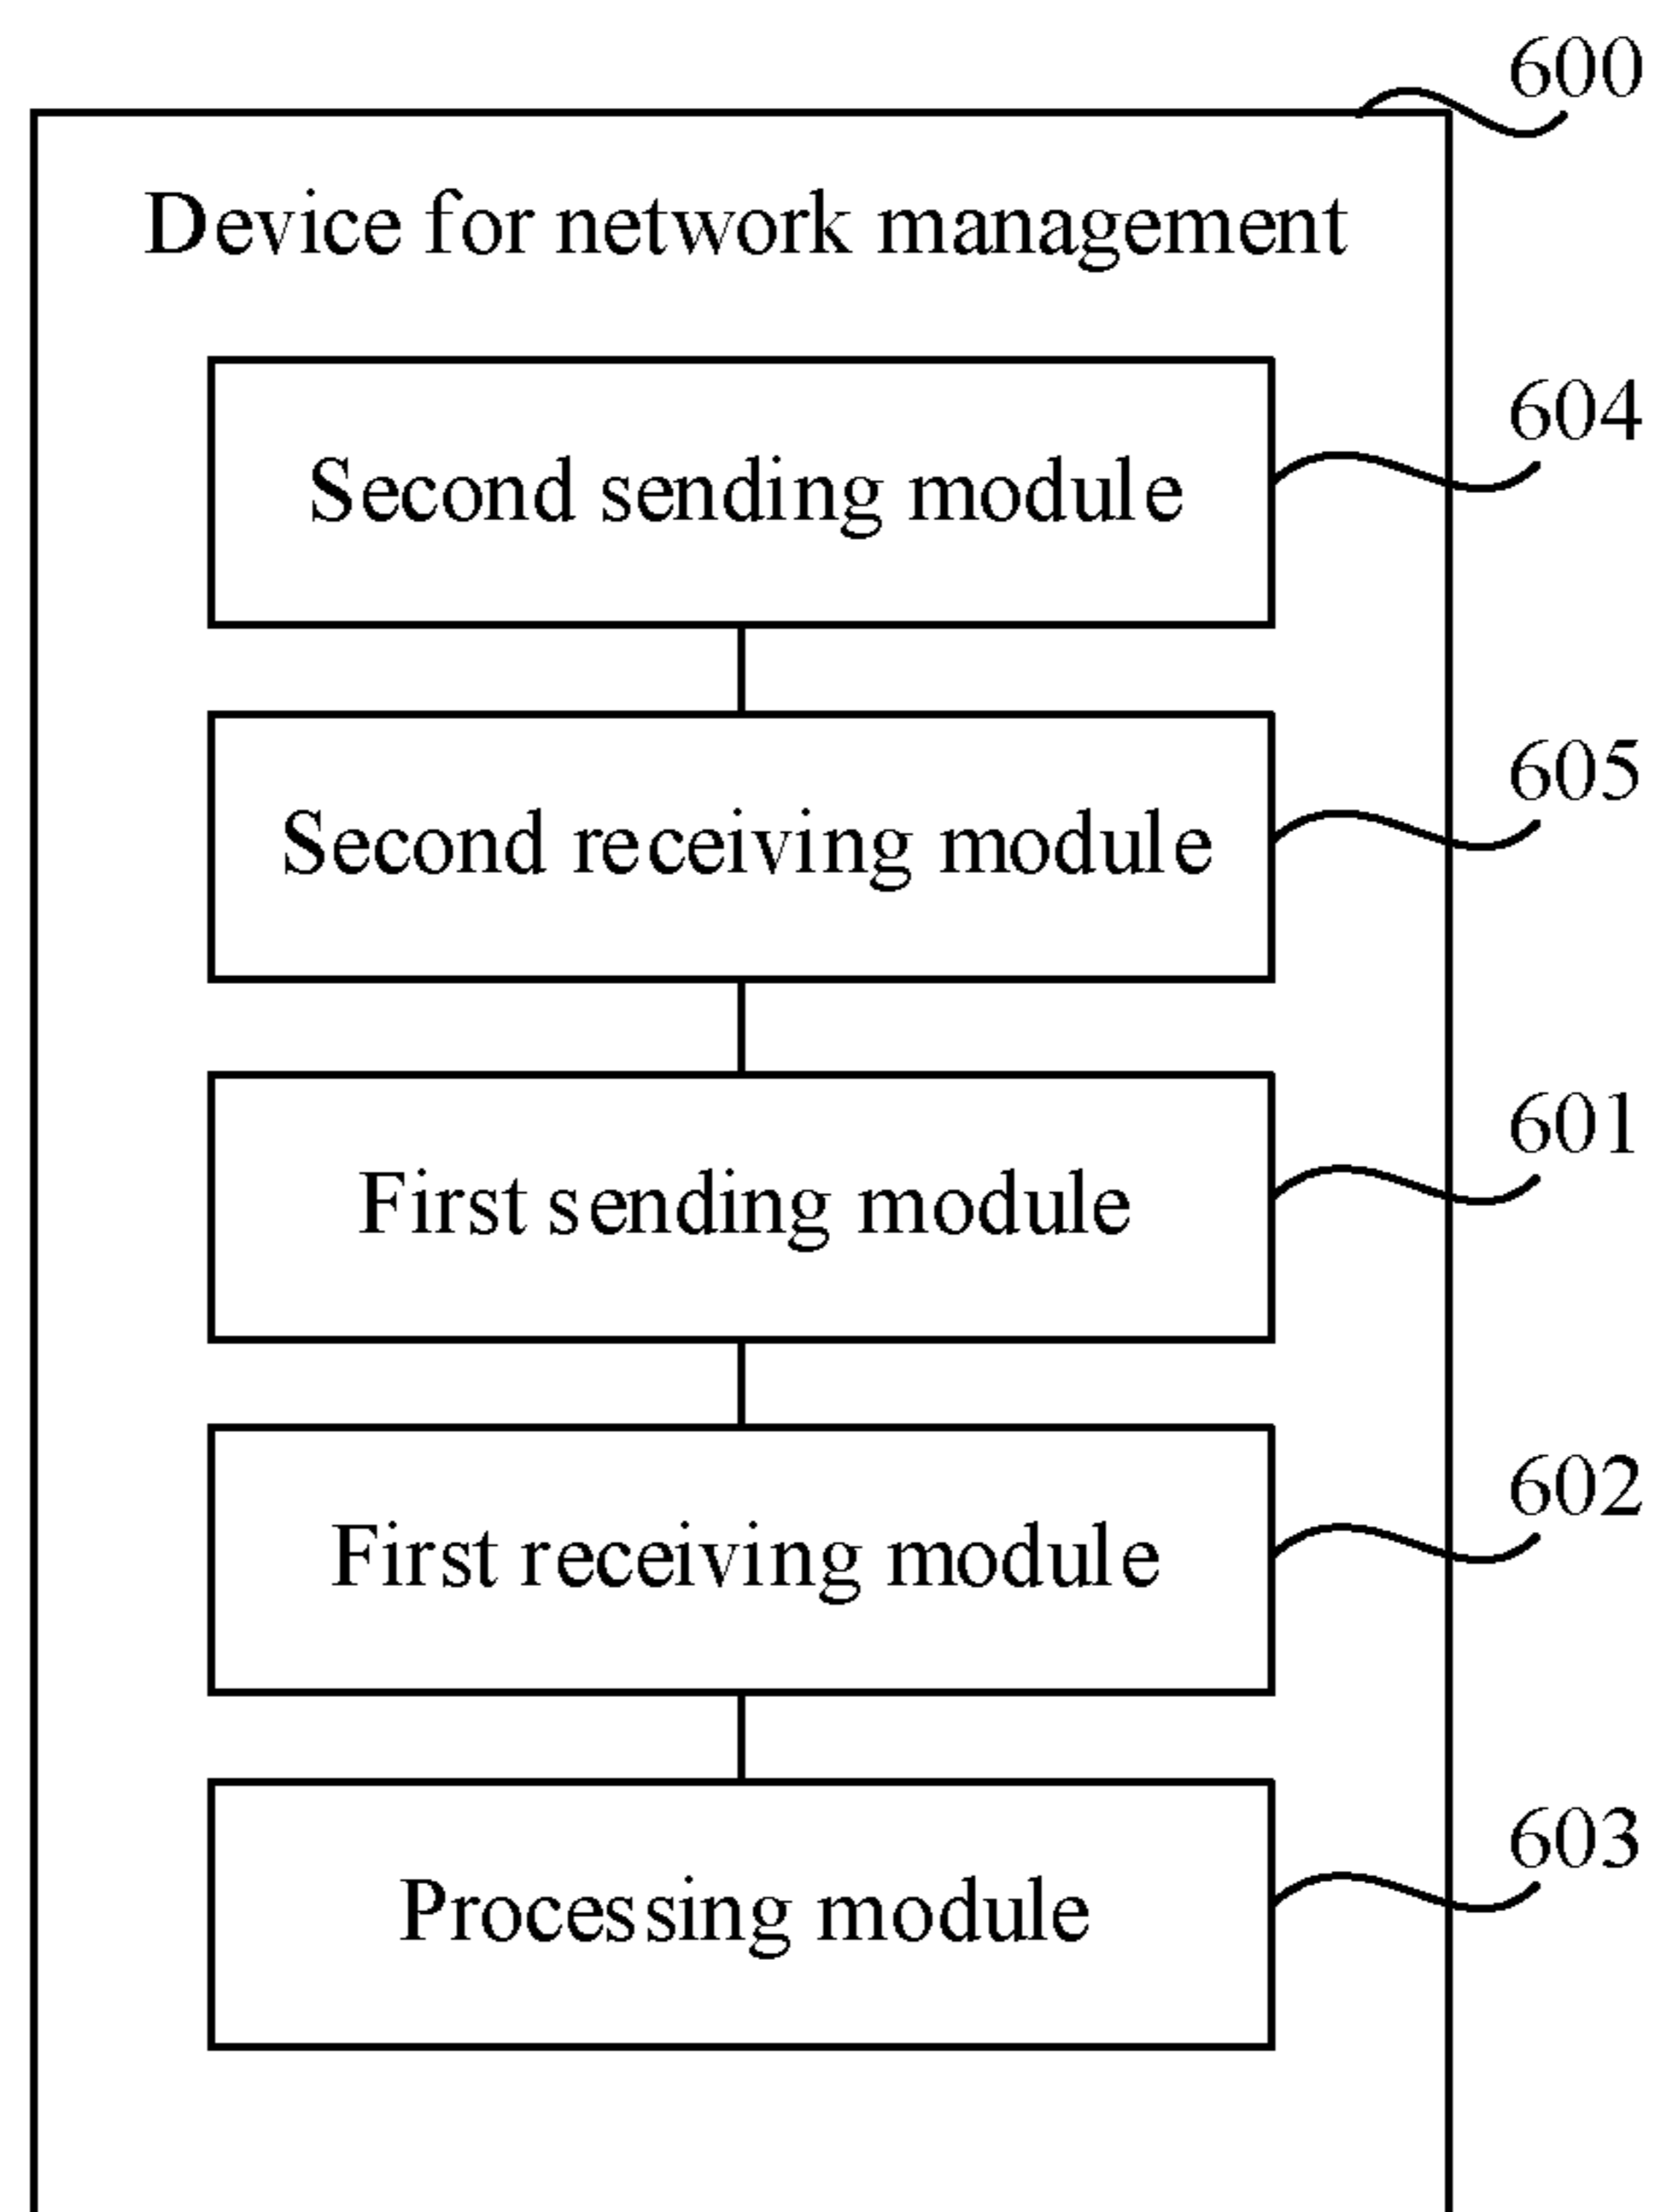 600
Device for network management
604
Second sending module
605
Second receiving module
601
First sending module
602
First receiving module
603
Processing module